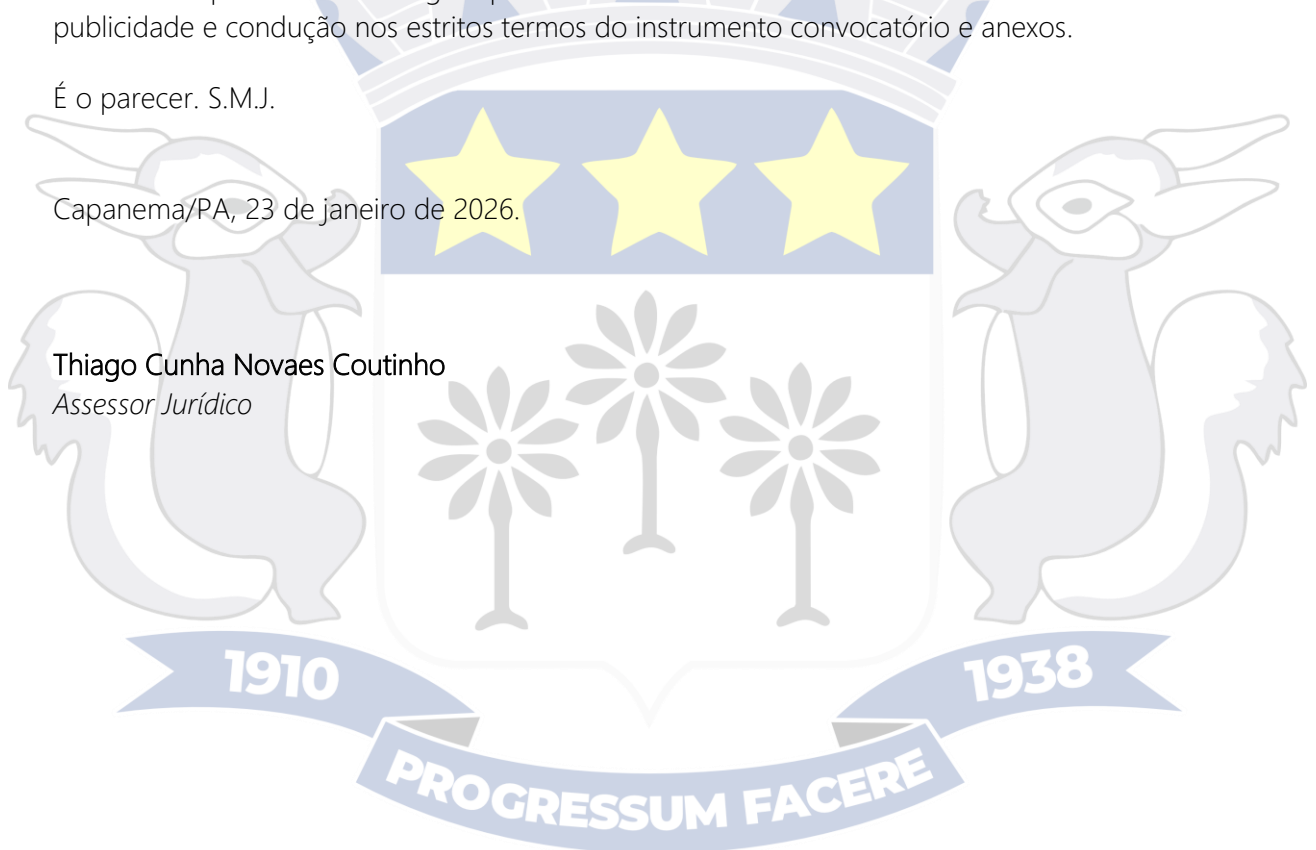 publicidade e condução nos estritos termos do instrumento convocatório e anexos.
É o parecer. S.M.J.
Capanema/PA, 23 de janeiro de 2026.
Thiago Cunha Novaes Coutinho
Assessor Jurídico
1910
1938
PROGRESSUM FACERE